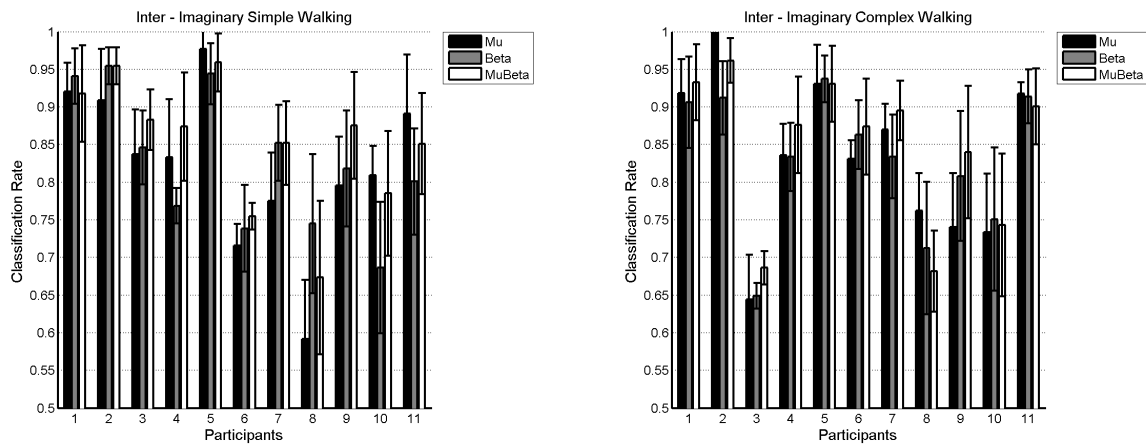 Inter - Imaginary Simple Walking
1
0.95
0.9
0.85
0.8
0.75
0.7
0.65
0.6
0.55
0.5
Classification Rate
1 2 3 4 5 6 7 8 9 10 11
Participants
Mu
Beta
MuBeta
Inter - Imaginary Complex Walking
1
0.95
0.9
0.85
0.8
0.75
0.7
0.65
0.6
0.55
0.5
Classification Rate
1 2 3 4 5 6 7 8 9 10 11
Participants
Mu
Beta
MuBeta